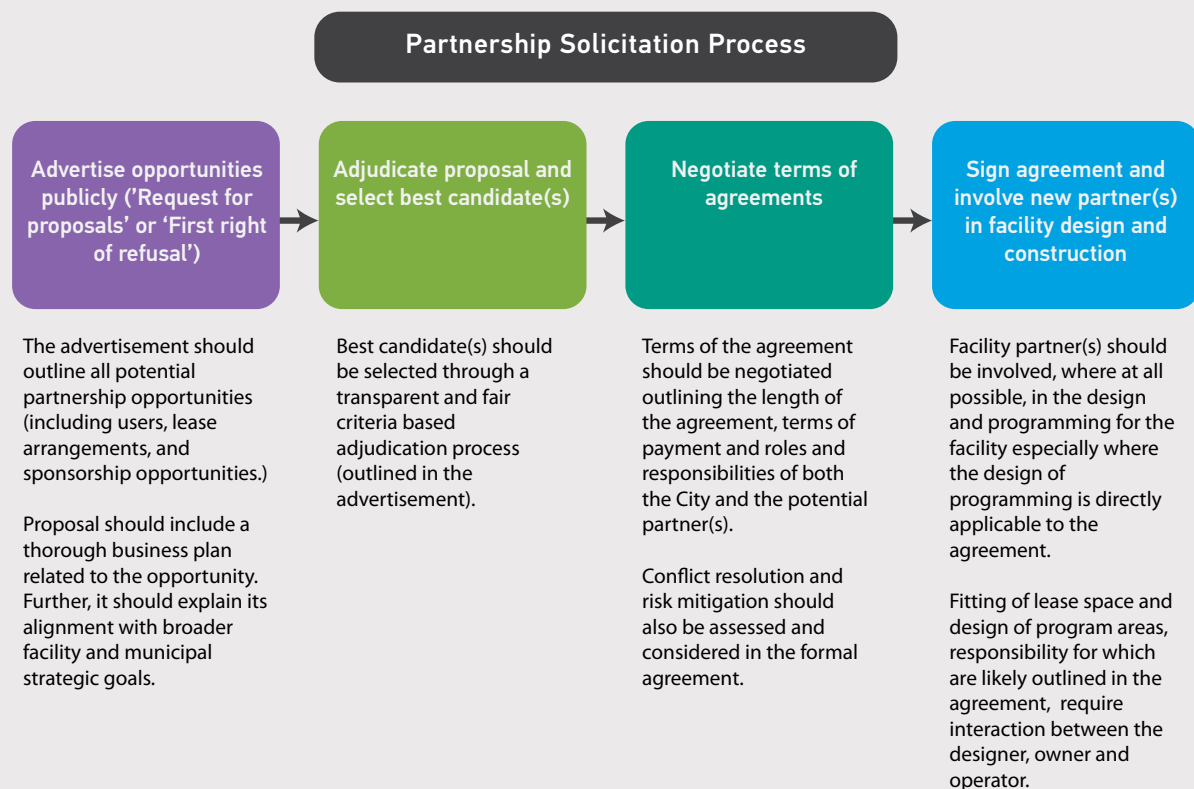 Partnership Solicitation Process
Advertise opportunities
publicly (’Request for
proposals’ or ‘First right
of refusal’)
Adjudicate proposal and
select best candidate(s)
Negotiate terms of
agreements
Sign agreement and
involve new partner(s)
in facility design and
construction
The advertisement should
outline all potential
partnership opportunities
(including users, lease
arrangements, and
sponsorship opportunities.)
Proposal should include a
thorough business plan
related to the opportunity.
Further, it should explain its
alignment with broader
facility and municipal
strategic goals.
Best candidate(s) should
be selected through a
transparent and fair
criteria based
adjudication process
(outlined in the
advertisement).
Terms of the agreement
should be negotiated
outlining the length of
the agreement, terms of
payment and roles and
responsibilities of both
the City and the potential
partner(s).
Conflict resolution and
risk mitigation should
also be assessed and
considered in the formal
agreement.
Facility partner(s) should
be involved, where at all
possible, in the design
and programming for the
facility especially where
the design of
programming is directly
applicable to the
agreement.
Fitting of lease space and
design of program areas,
responsibility for which
are likely outlined in the
agreement,  require
interaction between the
designer, owner and
operator.